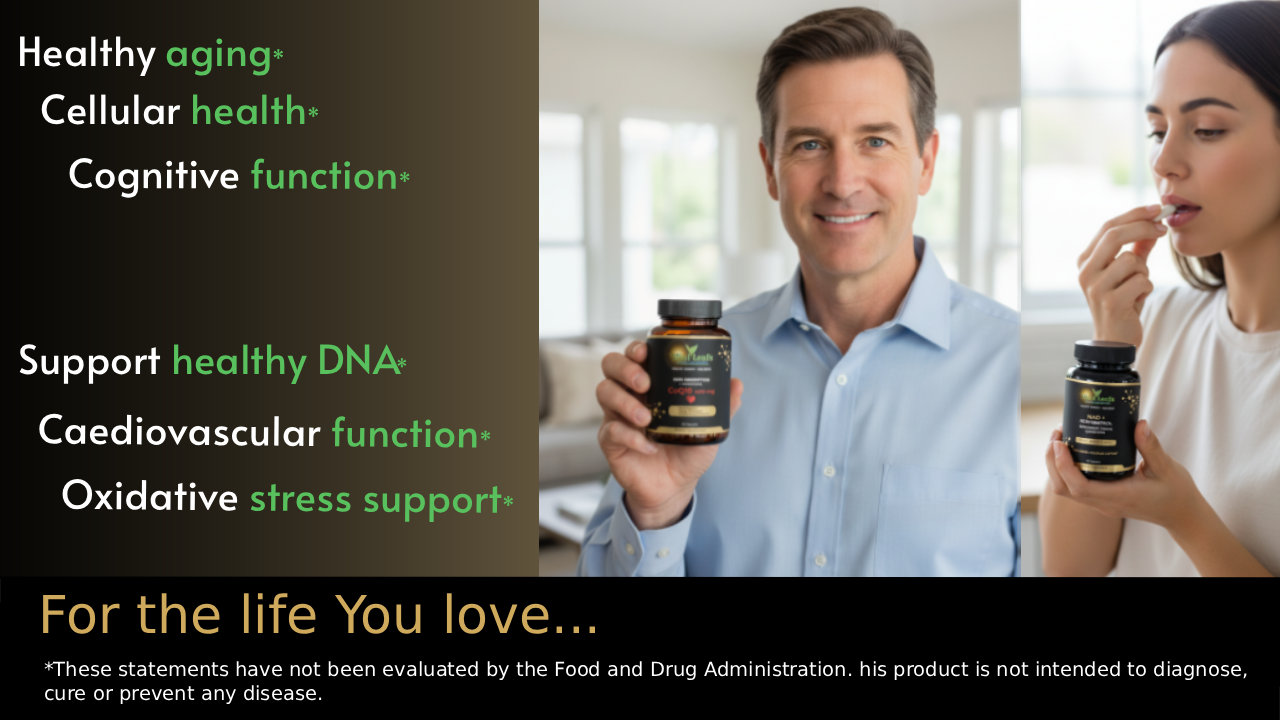 Healthy aging*
Cellular health*
Cognitive function*
Support healthy DNA*
Caediovascular function*
Oxidative stress support*
CoQ10
NAD+
For the life You love...
*These statements have not been evaluated by the Food and Drug Administration. his product is not intended to diagnose,
cure or prevent any disease.